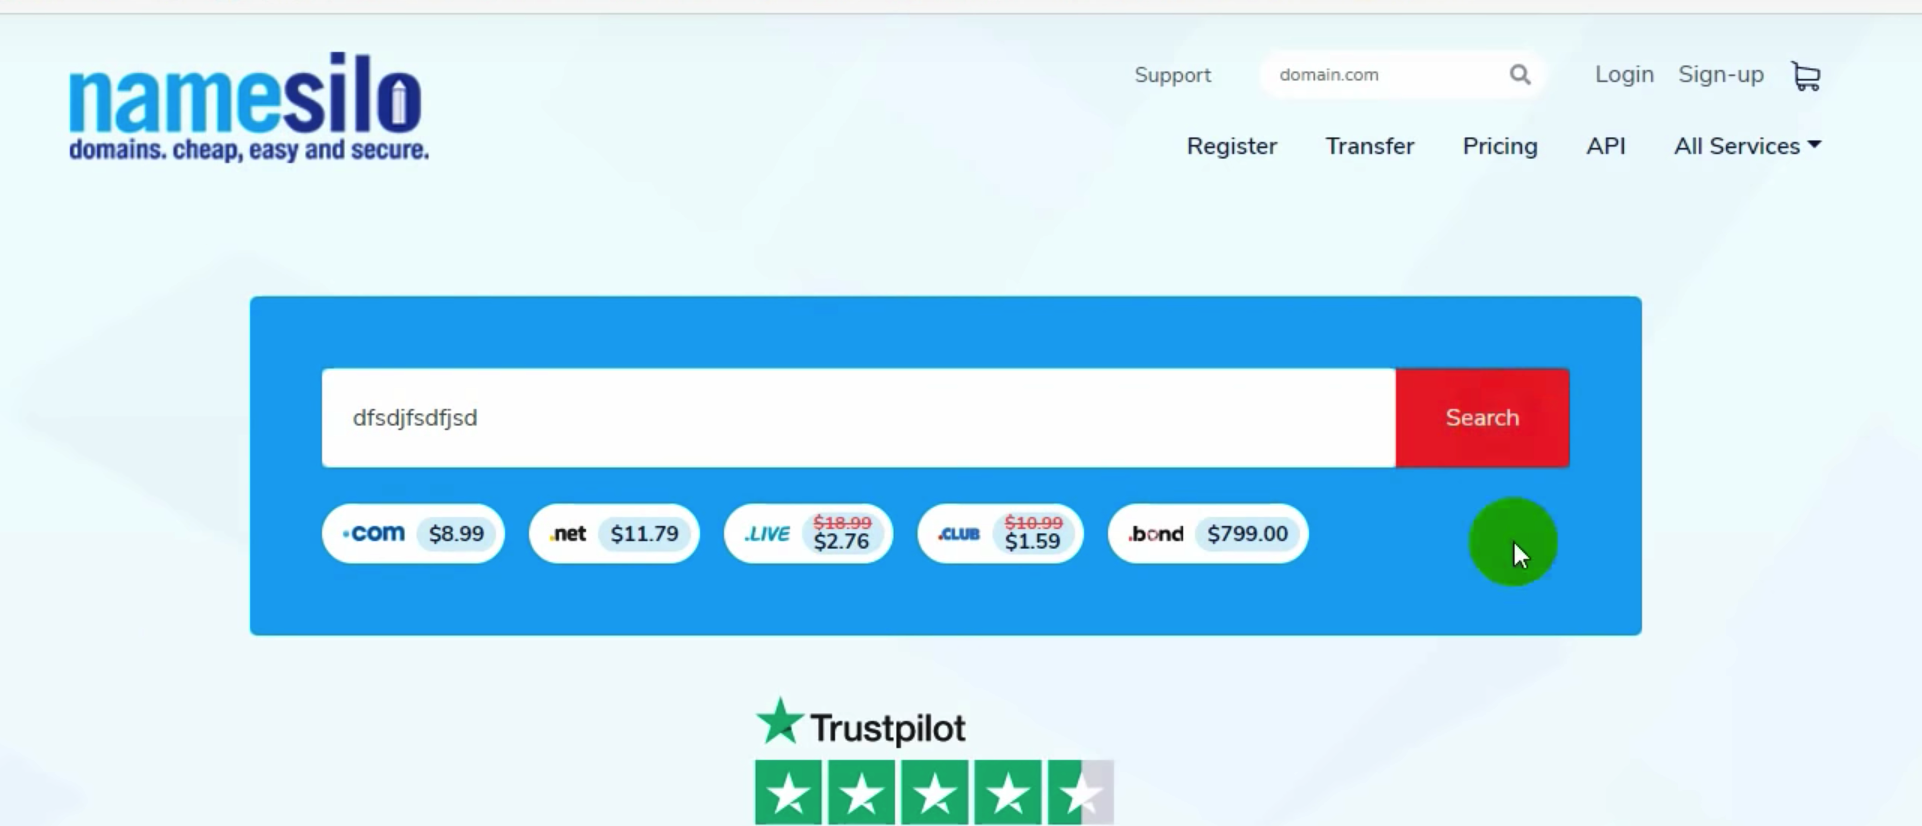 namesilo
domains. cheap, easy and secure.
Support domain.com Login Sign-up
Register Transfer Pricing API All Services
dfsdjfsdfjsd Search
.com $8.99 .net $11.79 .LIVE $18.99 $2.76 .CLUB $10.99 $1.59 .bond $799.00
Trustpilot